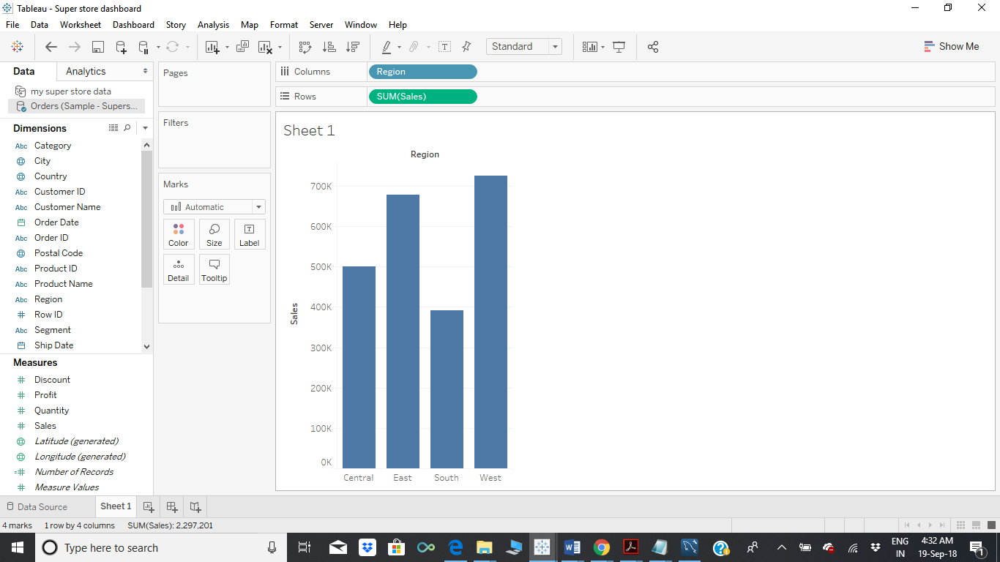 Tableau - Super store dashboard
File Data Worksheet Dashboard Story Analysis Map Format Server Window Help
Standard
Show Me
Data Analytics
my super store data
Orders (Sample - Supers...
Dimensions
Abc Category
City
Country
Abc Customer ID
Abc Customer Name
Order Date
Abc Order ID
Postal Code
Abc Product ID
Abc Product Name
Abc Region
# Row ID
Abc Segment
Ship Date
Measures
# Discount
# Profit
# Quantity
# Sales
Latitude (generated)
Longitude (generated)
=# Number of Records
# Measure Values
Pages
Filters
Marks
Automatic
Color Size Label
Detail Tooltip
Columns Region
Rows SUM(Sales)
Sheet 1
Region
Sales
700K
600K
500K
400K
300K
200K
100K
0K
Central East South West
Data Source Sheet 1
4 marks 1 row by 4 columns SUM(Sales): 2,297,201
Type here to search
ENG
IN
4:32 AM
19-Sep-18
1